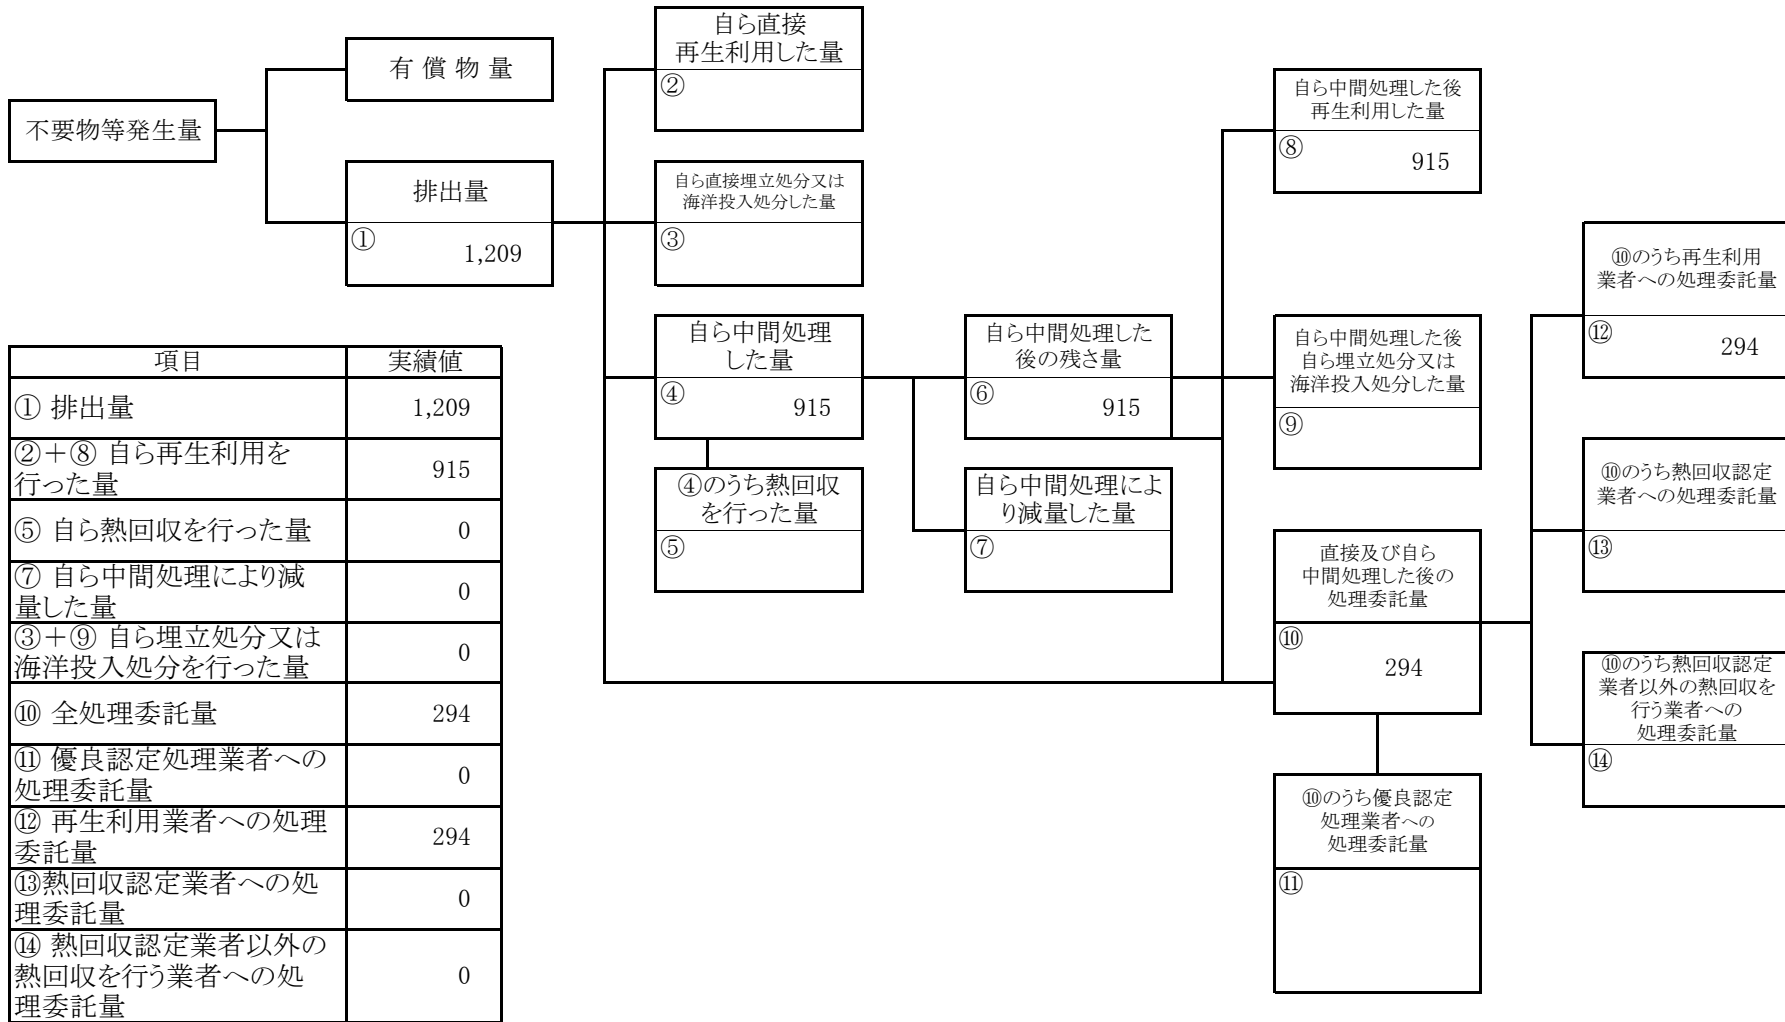 不要物等発生量
有 償 物 量
排出量
①
1,209
自ら直接
再生利用した量
②
自ら直接埋立処分又は
海洋投入処分した量
③
自ら中間処理
した量
④
915
④のうち熱回収
を行った量
⑤
自ら中間処理した
後の残さ量
⑥
915
自ら中間処理によ
り減量した量
⑦
自ら中間処理した後
再生利用した量
⑧
915
自ら中間処理した後
自ら埋立処分又は
海洋投入処分した量
⑨
直接及び自ら
中間処理した後の
処理委託量
⑩
294
⑩のうち優良認定
処理業者への
処理委託量
⑪
⑩のうち再生利用
業者への処理委託量
⑫
294
⑩のうち熱回収認定
業者への処理委託量
⑬
⑩のうち熱回収認定
業者以外の熱回収を
行う業者への
処理委託量
⑭
項目 実績値
① 排出量 1,209
②+⑧ 自ら再生利用を
行った量 915
⑤ 自ら熱回収を行った量 0
⑦ 自ら中間処理により減
量した量 0
③+⑨ 自ら埋立処分又は
海洋投入処分を行った量 0
⑩ 全処理委託量 294
⑪ 優良認定処理業者への
処理委託量 0
⑫ 再生利用業者への処理
委託量 294
⑬熱回収認定業者への処
理委託量 0
⑭ 熱回収認定業者以外の
熱回収を行う業者への処
理委託量 0